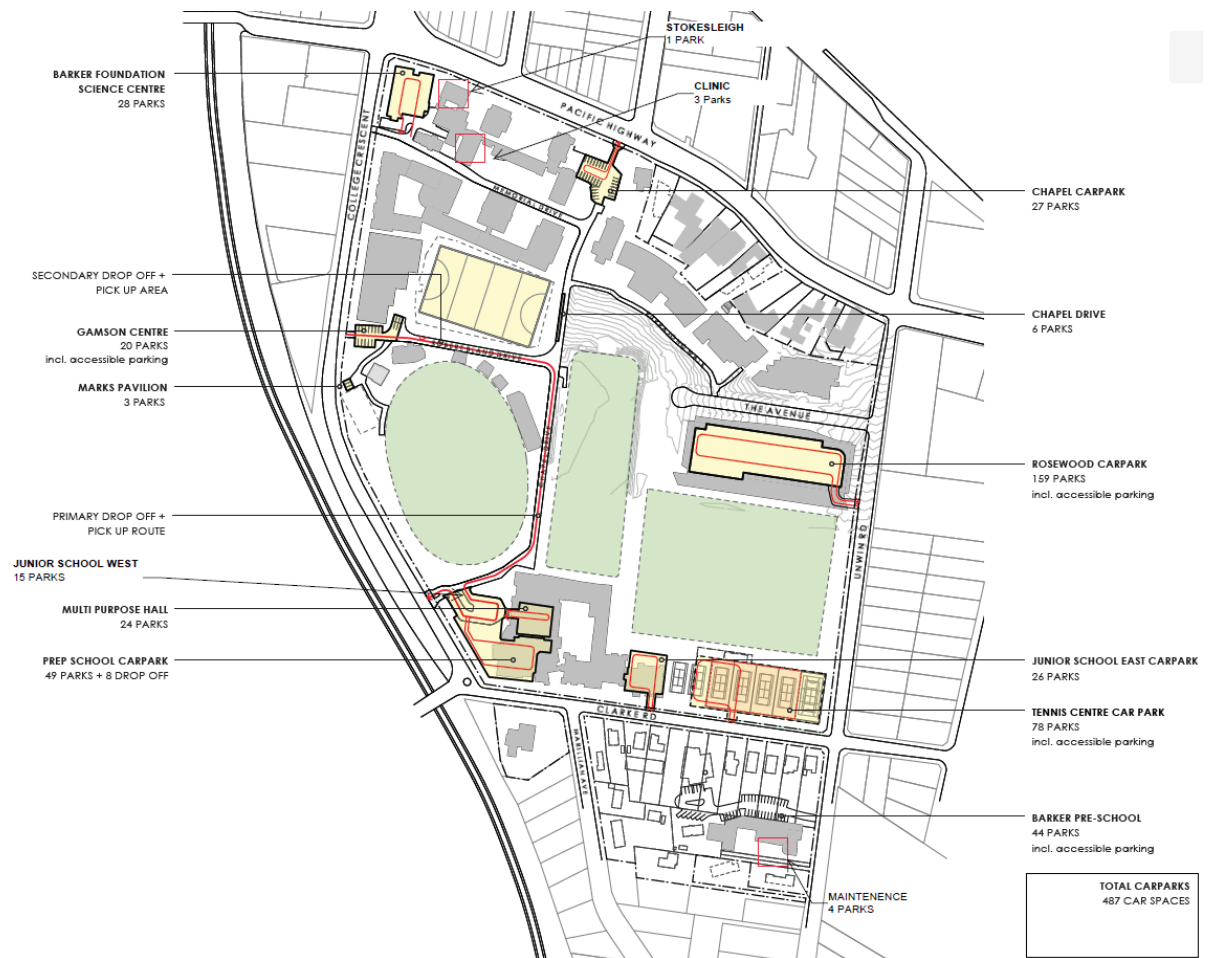 STOKESLEIGH
1 PARK
BARKER FOUNDATION
SCIENCE CENTRE
28 PARKS
CLINIC
3 Parks
PACIFIC HIGHWAY
COLLEGE CRESCENT
MEMORIAL DRIVE
CHAPEL CARPARK
27 PARKS
SECONDARY DROP OFF +
PICK UP AREA
CHAPEL DRIVE
6 PARKS
GAMSON CENTRE
20 PARKS
incl. accessible parking
MARKS PAVILION
3 PARKS
THE AVENUE
ROSEWOOD CARPARK
159 PARKS
incl. accessible parking
PRIMARY DROP OFF +
PICK UP ROUTE
UNWIN RD
JUNIOR SCHOOL WEST
15 PARKS
MULTI PURPOSE HALL
24 PARKS
PREP SCHOOL CARPARK
49 PARKS + 8 DROP OFF
JUNIOR SCHOOL EAST CARPARK
26 PARKS
CLARKE RD
TENNIS CENTRE CAR PARK
78 PARKS
incl. accessible parking
MARILLIAN AVE
BARKER PRE-SCHOOL
44 PARKS
incl. accessible parking
MAINTENENCE
4 PARKS
TOTAL CARPARKS
487 CAR SPACES